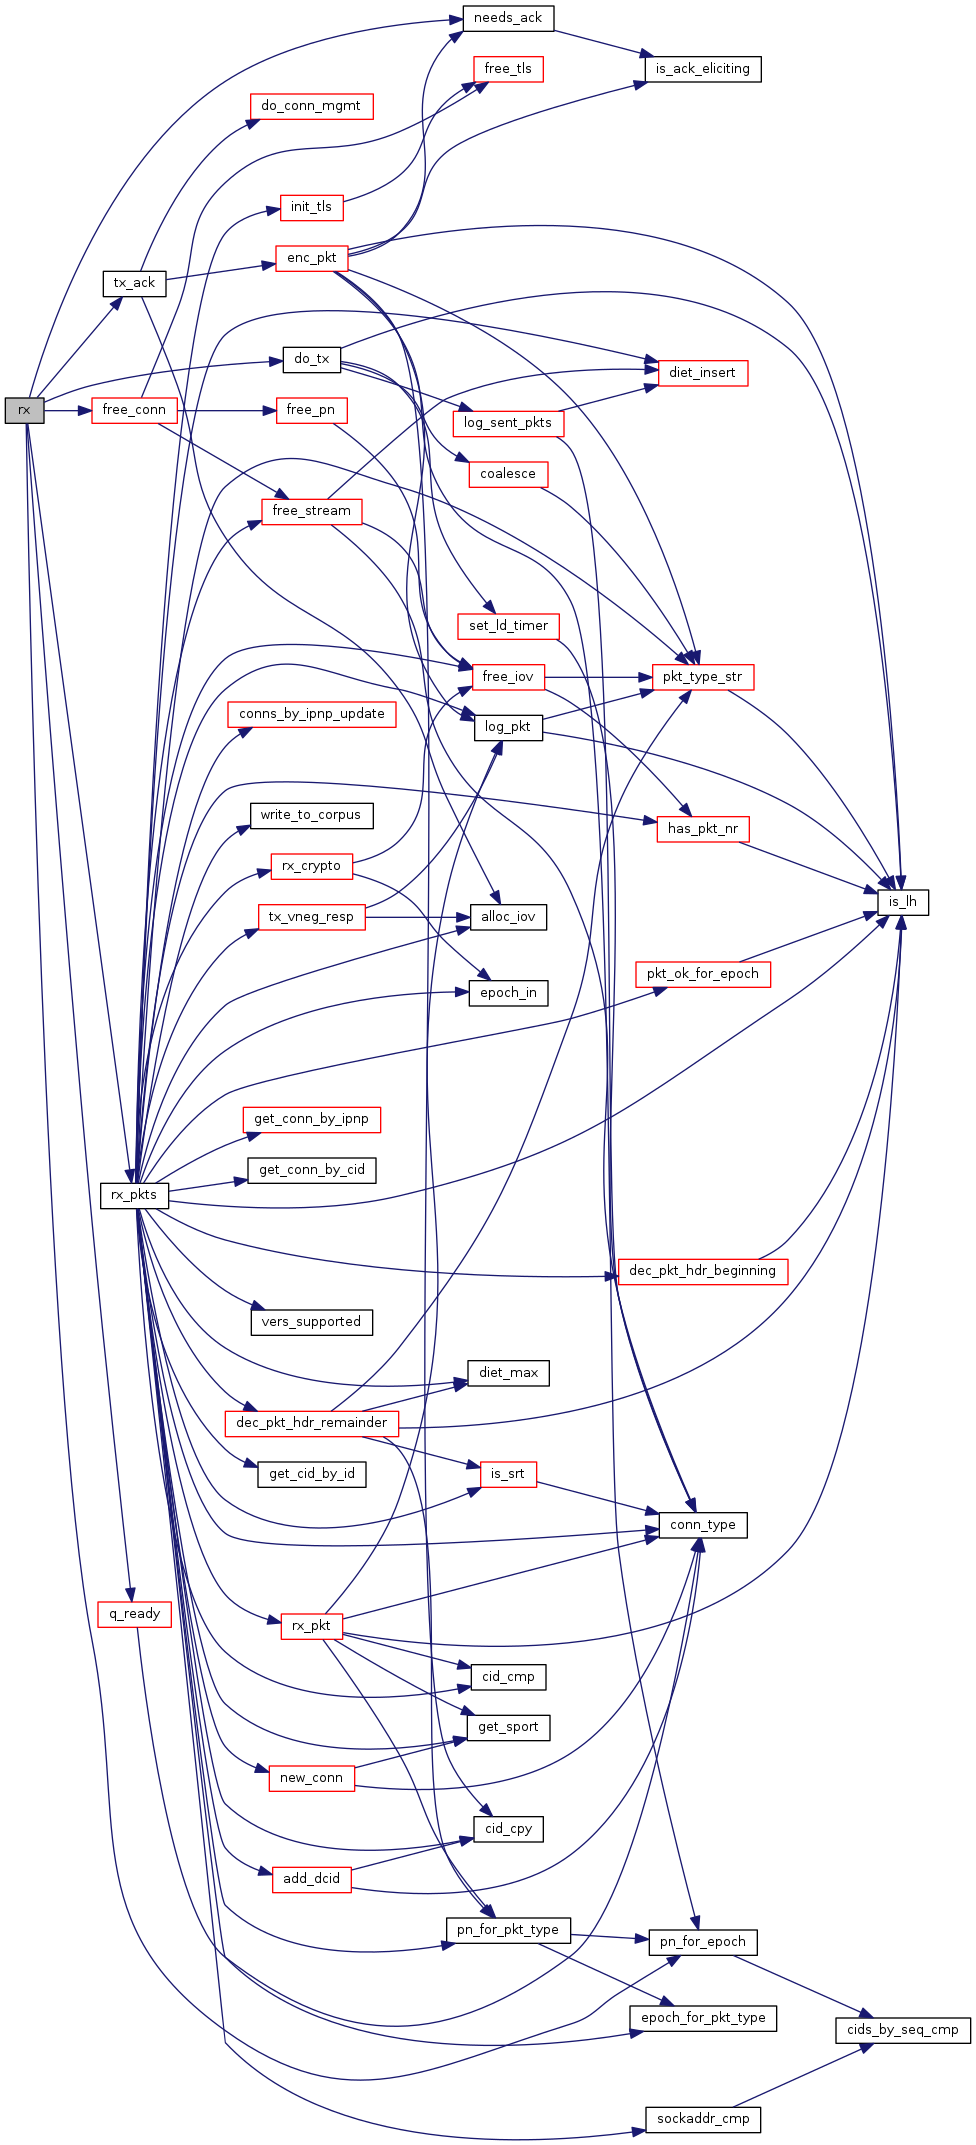 needs_ack
is_ack_eliciting
free_tls
do_conn_mgmt
init_tls
enc_pkt
tx_ack
do_tx
diet_insert
rx
free_conn
free_pn
log_sent_pkts
coalesce
free_stream
set_ld_timer
free_iov
pkt_type_str
conns_by_ipnp_update
log_pkt
write_to_corpus
has_pkt_nr
rx_crypto
is_lh
tx_vneg_resp
alloc_iov
pkt_ok_for_epoch
epoch_in
get_conn_by_ipnp
get_conn_by_cid
rx_pkts
dec_pkt_hdr_beginning
vers_supported
diet_max
dec_pkt_hdr_remainder
get_cid_by_id
is_srt
conn_type
q_ready
rx_pkt
cid_cmp
get_sport
new_conn
cid_cpy
add_dcid
pn_for_pkt_type
pn_for_epoch
epoch_for_pkt_type
cids_by_seq_cmp
sockaddr_cmp